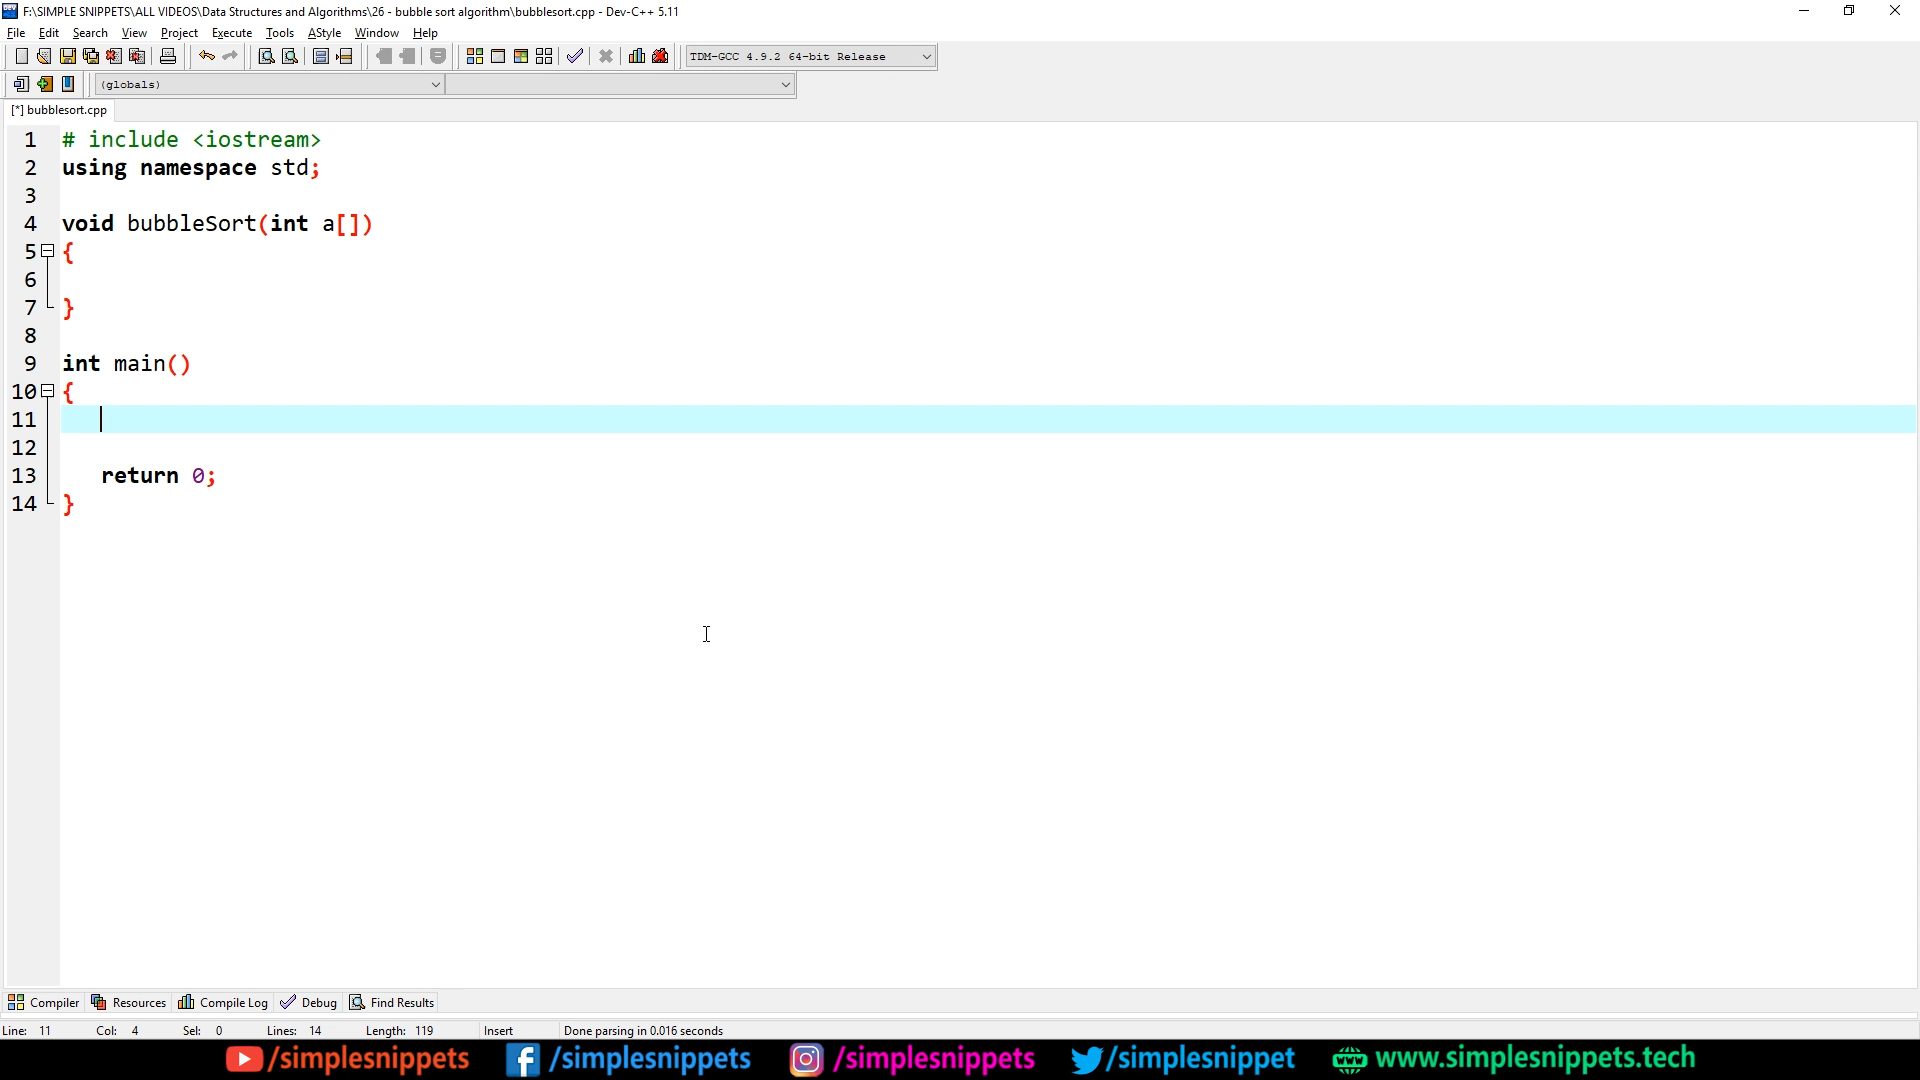 F:\SIMPLE SNIPPETS\ALL VIDEOS\Data Structures and Algorithms\26 - bubble sort algorithm\bubblesort.cpp - Dev-C++ 5.11
File Edit Search View Project Execute Tools AStyle Window Help
TDM-GCC 4.9.2 64-bit Release
(globals)
[*] bubblesort.cpp
1 # include <iostream>
2 using namespace std;
3
4 void bubbleSort(int a[])
5 {
6
7 }
8
9 int main()
10 {
11
12
13 return 0;
14 }
Compiler Resources Compile Log Debug Find Results
Line: 11 Col: 4 Sel: 0 Lines: 14 Length: 119 Insert Done parsing in 0.016 seconds
/simplesnippets /simplesnippets /simplesnippets /simplesnippet www.simplesnippets.tech